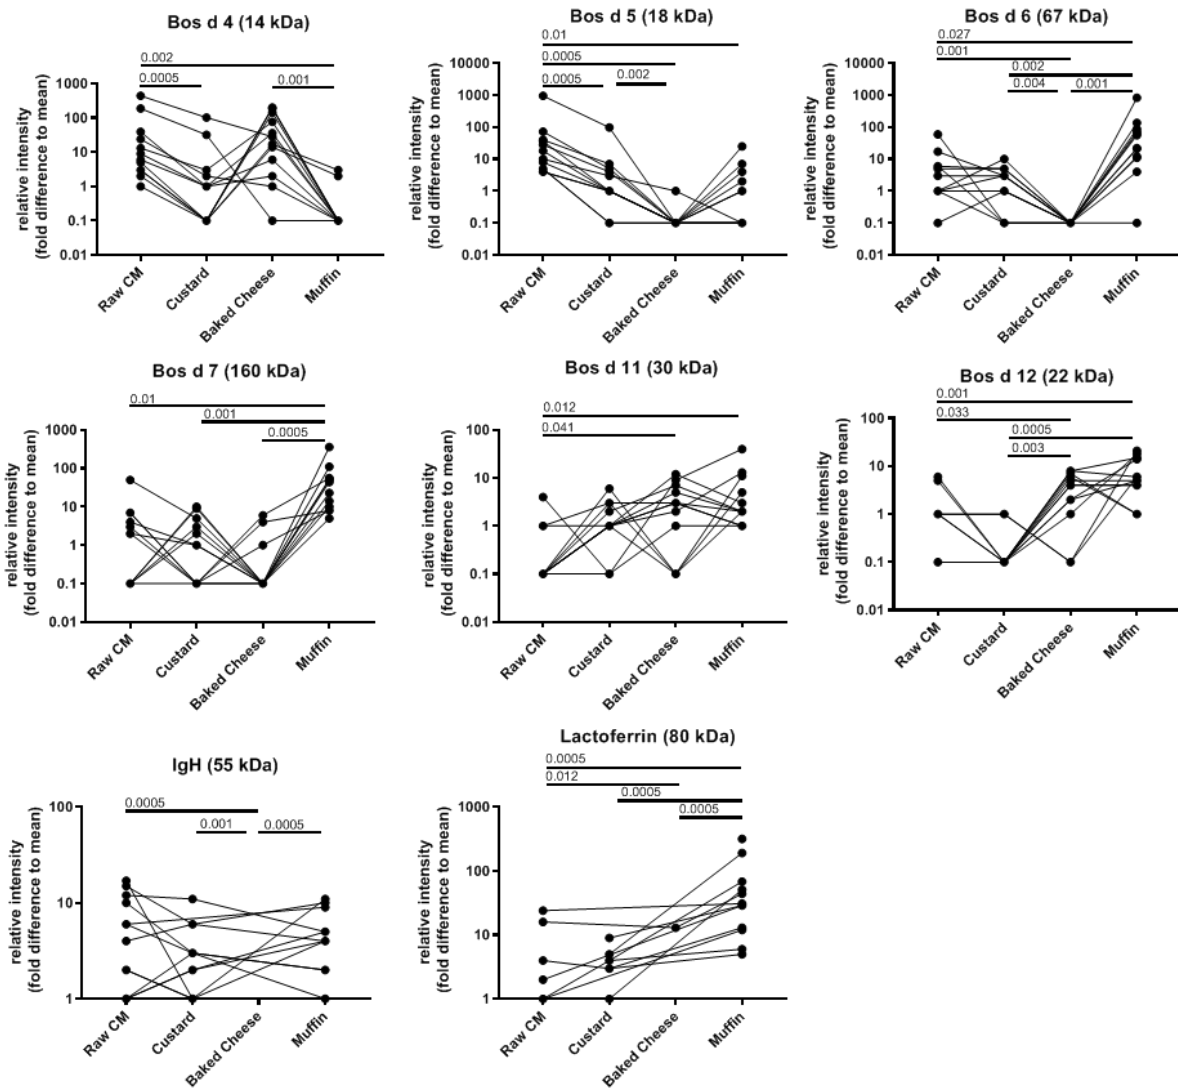 Bos d 4 (14 kDa)
0.002
0.0005
0.001
relative intensity
(fold difference to mean)
1000
100
10
1
0.1
0.01
Raw CM
Custard
Baked Cheese
Muffin
Bos d 5 (18 kDa)
0.01
0.0005
0.0005
0.002
relative intensity
(fold difference to mean)
10000
1000
100
10
1
0.1
0.01
Raw CM
Custard
Baked Cheese
Muffin
Bos d 6 (67 kDa)
0.027
0.001
0.002
0.004
0.001
relative intensity
(fold difference to mean)
10000
1000
100
10
1
0.1
0.01
Raw CM
Custard
Baked Cheese
Muffin
Bos d 7 (160 kDa)
0.01
0.001
0.0005
relative intensity
(fold difference to mean)
1000
100
10
1
0.1
0.01
Raw CM
Custard
Baked Cheese
Muffin
Bos d 11 (30 kDa)
0.012
0.041
relative intensity
(fold difference to mean)
100
10
1
0.1
0.01
Raw CM
Custard
Baked Cheese
Muffin
Bos d 12 (22 kDa)
0.001
0.033
0.0005
0.003
relative intensity
(fold difference to mean)
100
10
1
0.1
0.01
Raw CM
Custard
Baked Cheese
Muffin
IgH (55 kDa)
0.0005
0.001
0.0005
relative intensity
(fold difference to mean)
100
10
1
Raw CM
Custard
Baked Cheese
Muffin
Lactoferrin (80 kDa)
0.0005
0.012
0.0005
0.0005
relative intensity
(fold difference to mean)
1000
100
10
1
Raw CM
Custard
Baked Cheese
Muffin